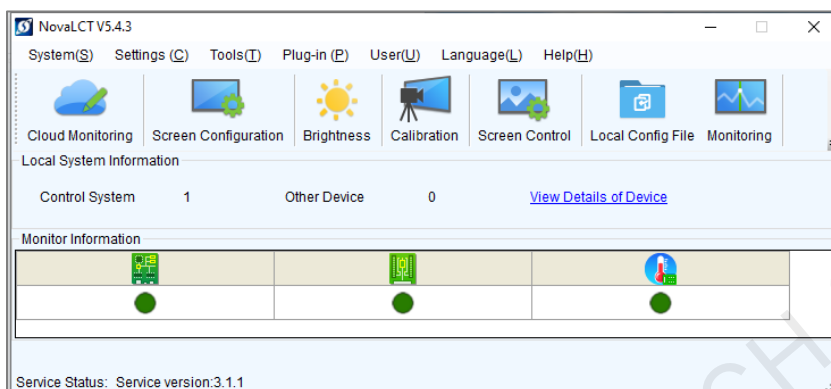 NovaLCT V5.4.3
System(S) Settings (C) Tools(T) Plug-in (P) User(U) Language(L) Help(H)
Cloud Monitoring Screen Configuration Brightness Calibration Screen Control Local Config File Monitoring
Local System Information
Control System 1 Other Device 0 View Details of Device
Monitor Information
Service Status: Service version:3.1.1